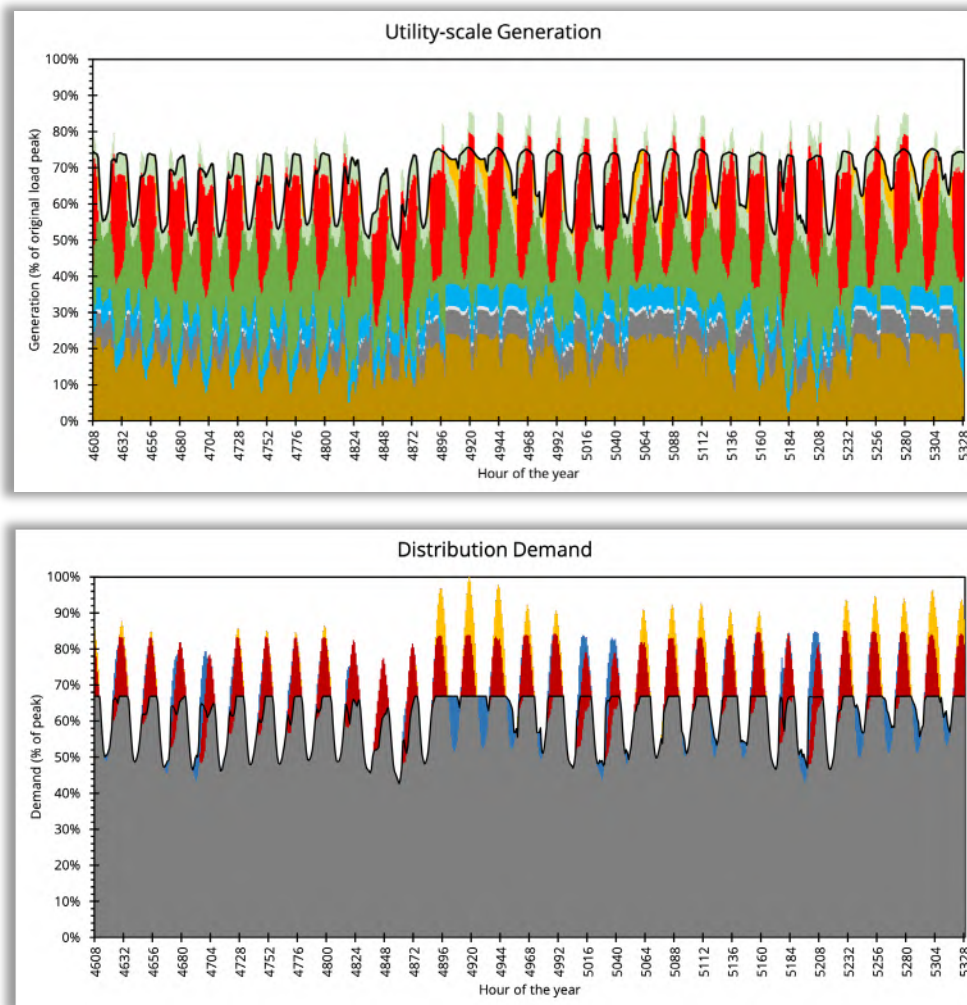 Utility-scale Generation
Generation (% of original load peak)
100%
90%
80%
70%
60%
50%
40%
30%
20%
10%
0%
4608 4632 4656 4680 4704 4728 4752 4776 4800 4824 4848 4872 4896 4920 4944 4968 4992 5016 5040 5064 5088 5112 5136 5160 5184 5208 5232 5256 5280 5304 5328
Hour of the year
Distribution Demand
Demand (% of peak)
100%
90%
80%
70%
60%
50%
40%
30%
20%
10%
0%
4608 4632 4656 4680 4704 4728 4752 4776 4800 4824 4848 4872 4896 4920 4944 4968 4992 5016 5040 5064 5088 5112 5136 5160 5184 5208 5232 5256 5280 5304 5328
Hour of the year